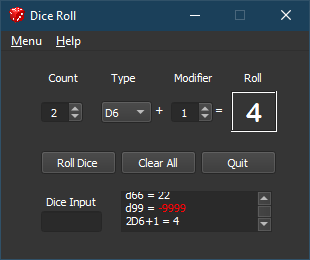 Dice Roll
Menu Help
Count Type Modifier Roll
2 D6 + 1 = 4
Roll Dice Clear All Quit
Dice Input
d66 = 22
d99 = -9999
2D6+1 = 4